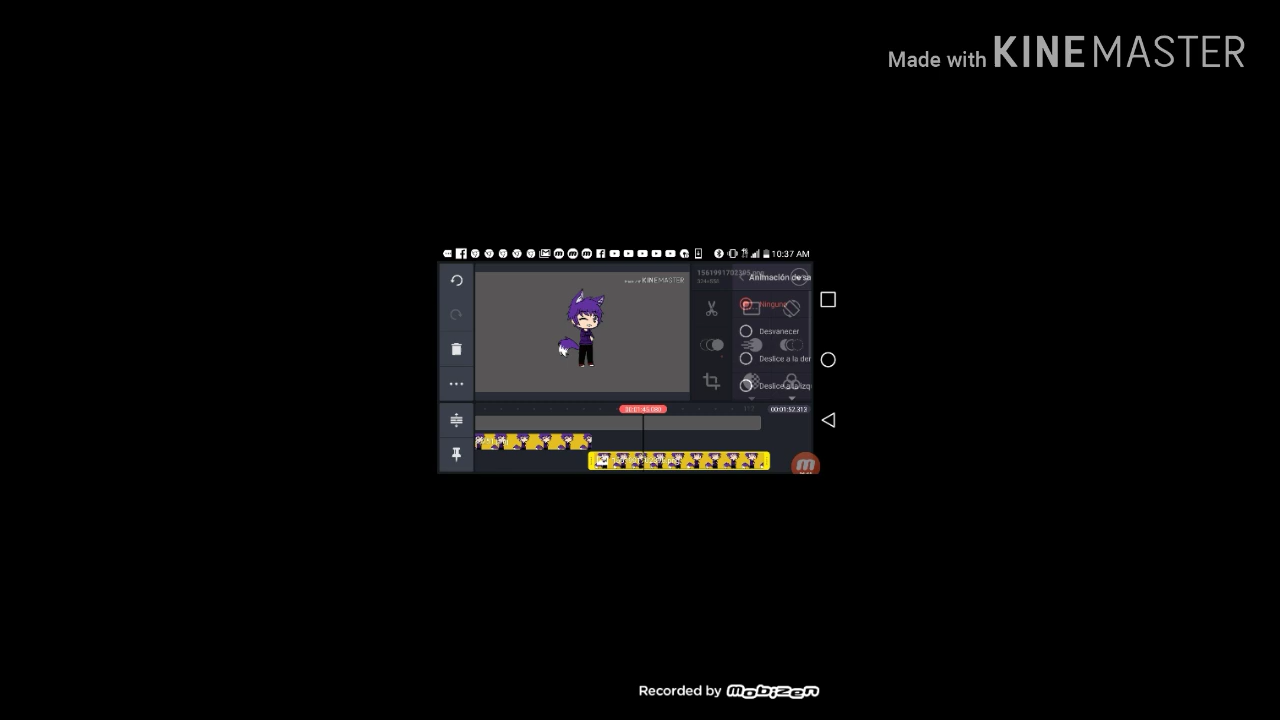 Made with KINEMASTER
10:37 AM
KINEMASTER
Animación de sa
Ninguno
Desvanecer
Deslice a la der
Deslice a la izq
00:01:52.313
Recorded by mobizen